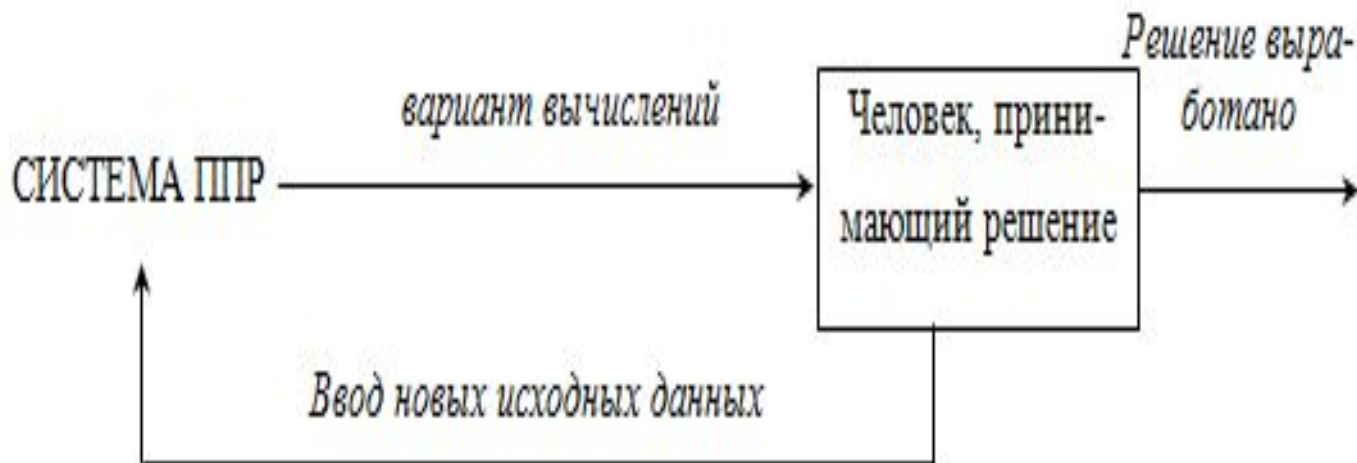 Решение выра-
ботано
вариант вычислений
Человек, прини-
мающий решение
СИСТЕМА ППР
Ввод новых исходных данных